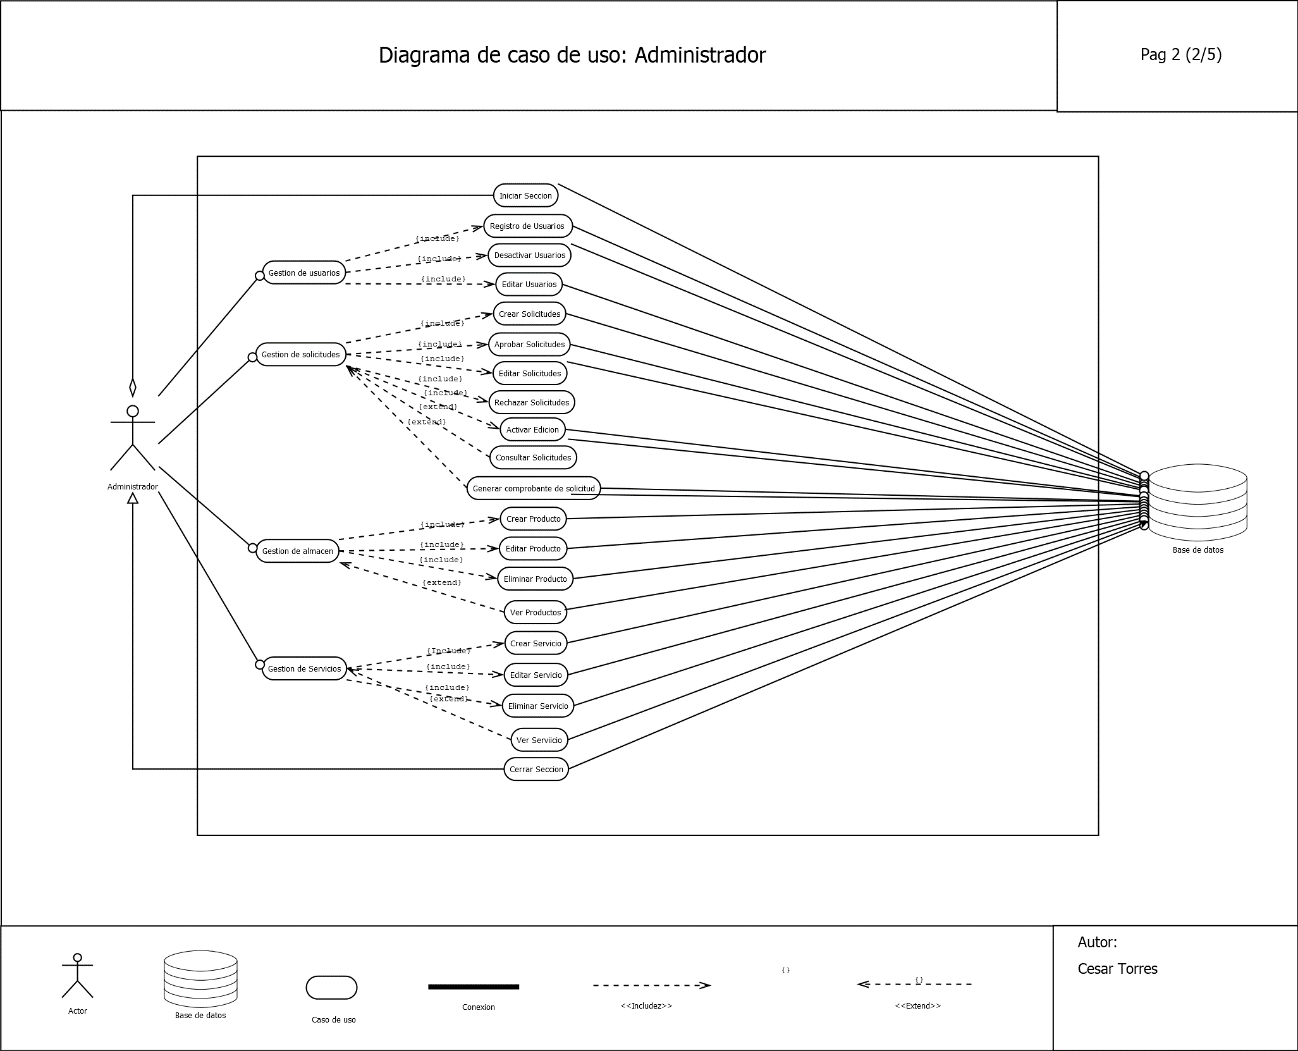 Diagrama de caso de uso: Administrador
Pag 2 (2/5)
Iniciar Seccion
Registro de Usuarios
{include}
Desactivar Usuarios
{include}
Gestion de usuarios
{include}
Editar Usuarios
Crear Solicitudes
{include}
Aprobar Solicitudes
{include}
Gestion de solicitudes
{include}
Editar Solicitudes
{include}
{include}
Rechazar Solicitudes
{extend}
{extend}
Activar Edicion
Consultar Solicitudes
Administrador
Generar comprobante de solicitud
Crear Producto
{include}
{include}
Editar Producto
Gestion de almacen
Base de datos
{include}
Eliminar Producto
{extend}
Ver Productos
Crear Servicio
{Include}
{include}
Gestion de Servicios
Editar Servicio
{include}
{extend}
Eliminar Servicio
Ver Serviicio
Cerrar Seccion
Actor
Base de datos
Caso de uso
Conexion
<<Includez>>
{}
{}
<<Extend>>
Autor:
Cesar Torres